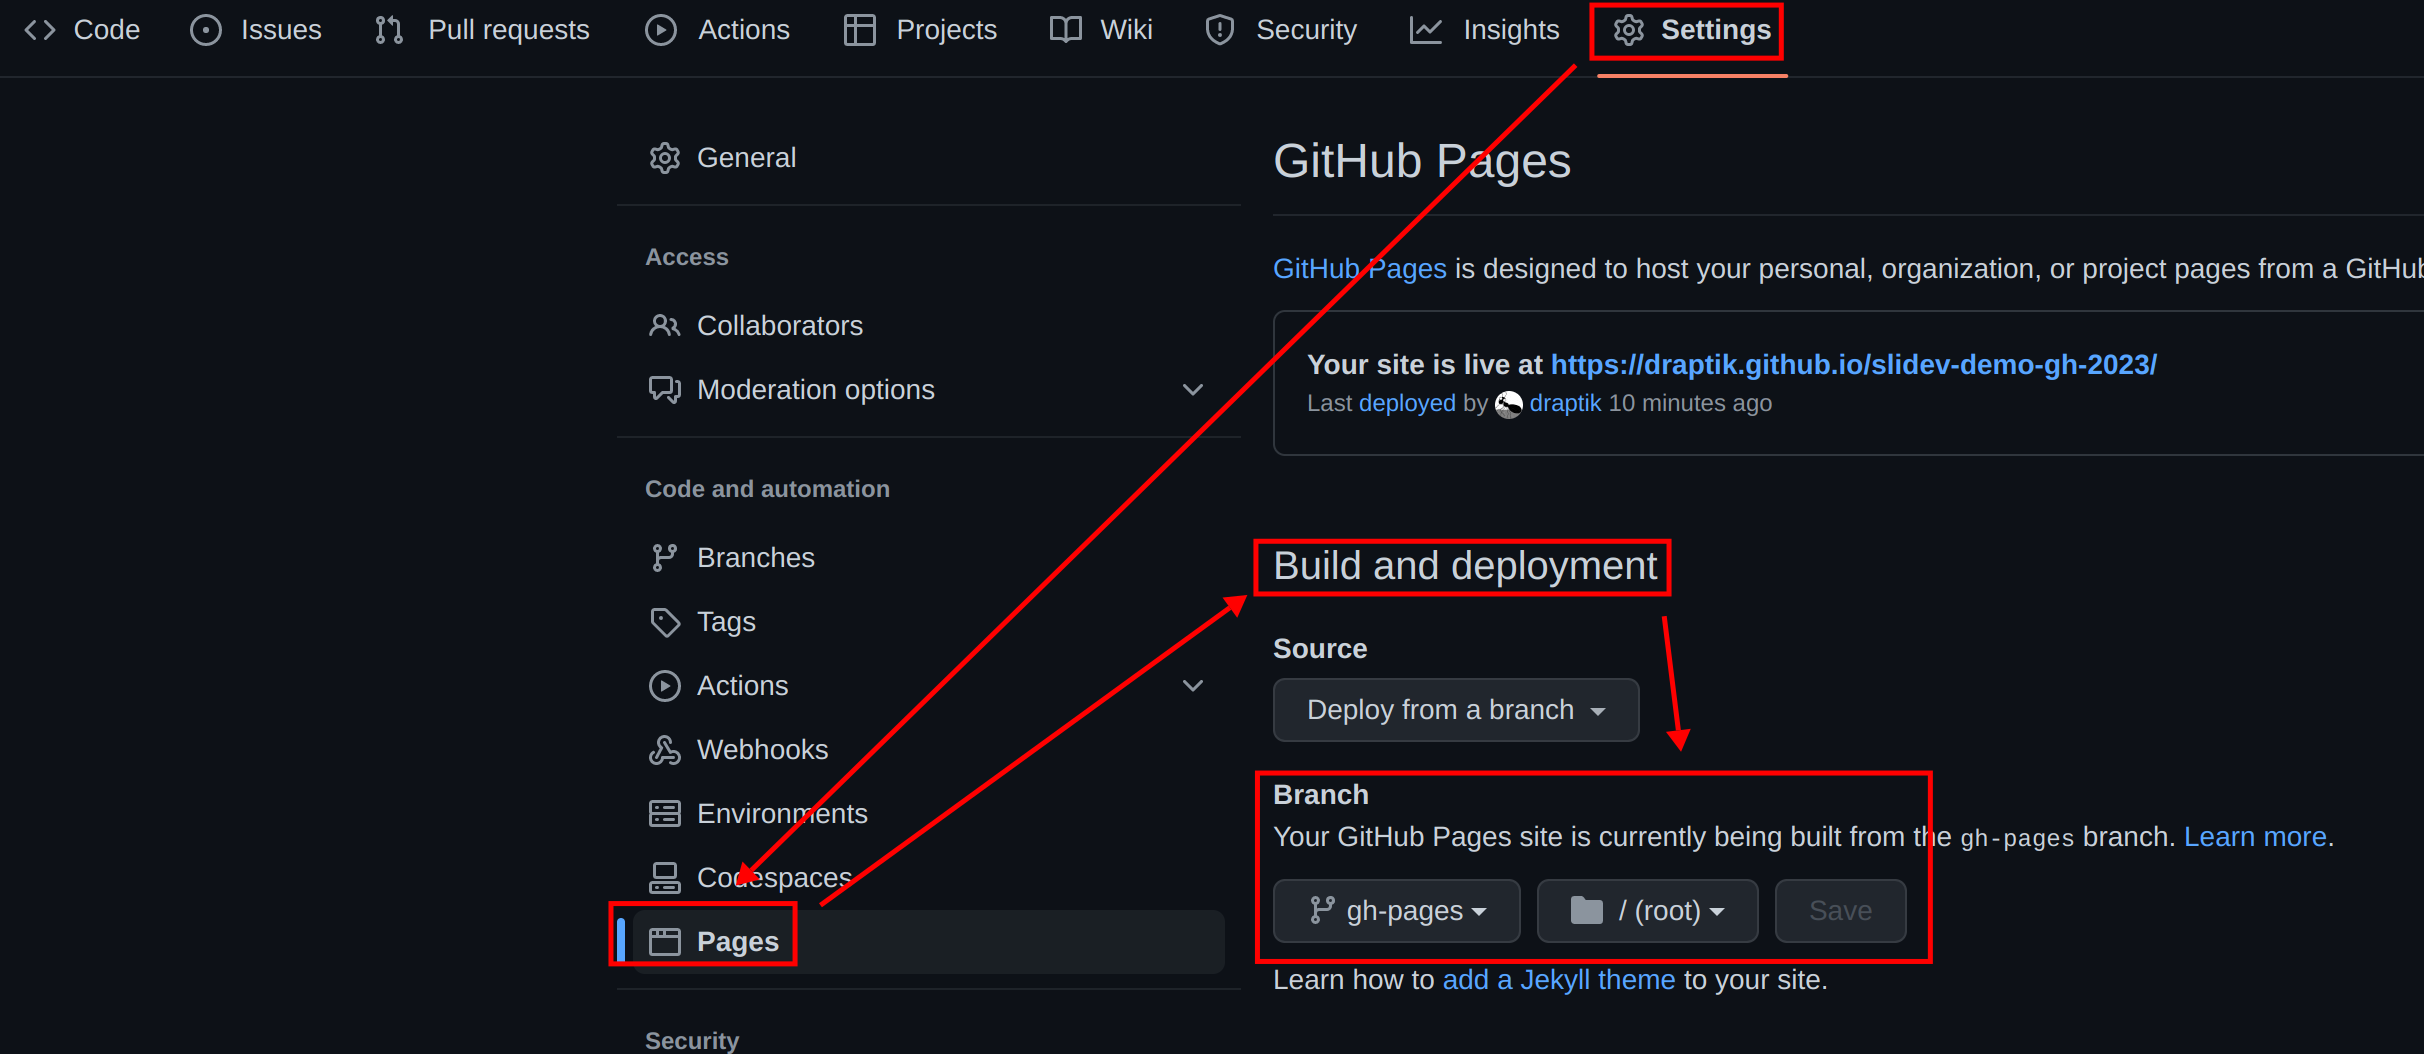 Code Issues Pull requests Actions Projects Wiki Security Insights Settings
General
Access
Collaborators
Moderation options
Code and automation
Branches
Tags
Actions
Webhooks
Environments
Codespaces
Pages
Security
GitHub Pages
GitHub Pages is designed to host your personal, organization, or project pages from a GitHub
Your site is live at https://draptik.github.io/slidev-demo-gh-2023/
Last deployed by draptik 10 minutes ago
Build and deployment
Source
Deploy from a branch
Branch
Your GitHub Pages site is currently being built from the gh-pages branch. Learn more.
gh-pages / (root) Save
Learn how to add a Jekyll theme to your site.